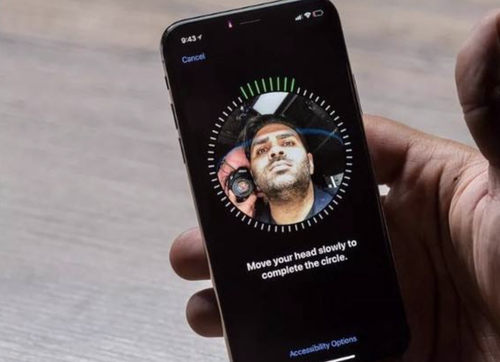 9:43
Cancel
Move your head slowly to
complete the circle.
Accessibility Options